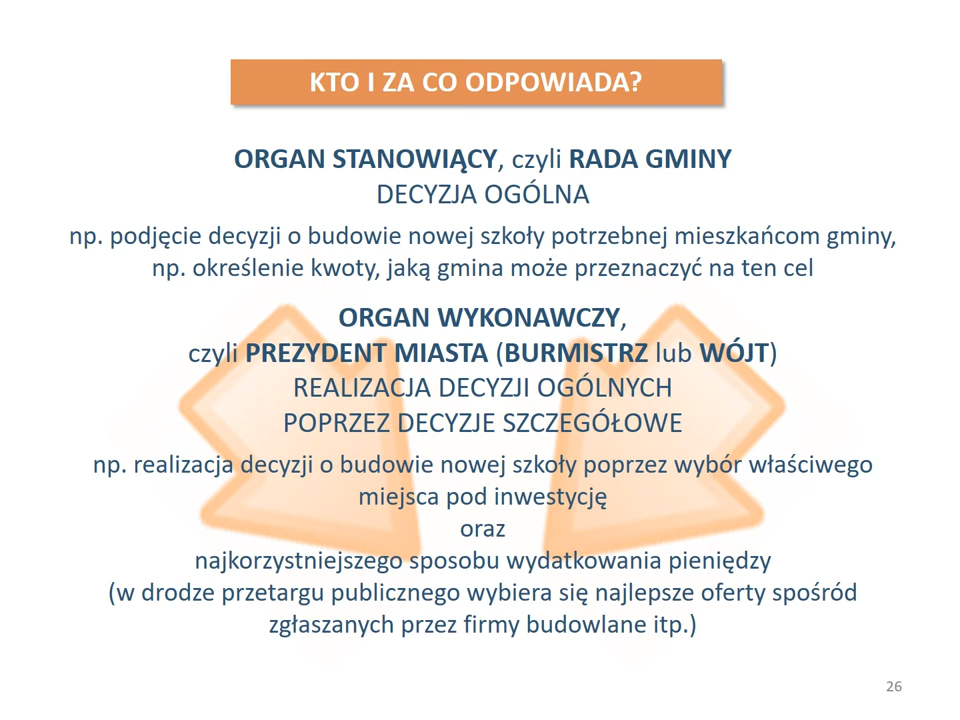 KTO I ZA CO ODPOWIADA?
ORGAN STANOWIĄCY, czyli RADA GMINY
DECYZJA OGÓLNA
np. podjęcie decyzji o budowie nowej szkoły potrzebnej mieszkańcom gminy,
np. określenie kwoty, jaką gmina może przeznaczyć na ten cel
ORGAN WYKONAWCZY,
czyli PREZYDENT MIASTA (BURMISTRZ lub WÓJT)
REALIZACJA DECYZJI OGÓLNYCH
POPRZEZ DECYZJE SZCZEGÓŁOWE
np. realizacja decyzji o budowie nowej szkoły poprzez wybór właściwego
miejsca pod inwestycję
oraz
najkorzystniejszego sposobu wydatkowania pieniędzy
(w drodze przetargu publicznego wybiera się najlepsze oferty spośród
zgłaszanych przez firmy budowlane itp.)
26